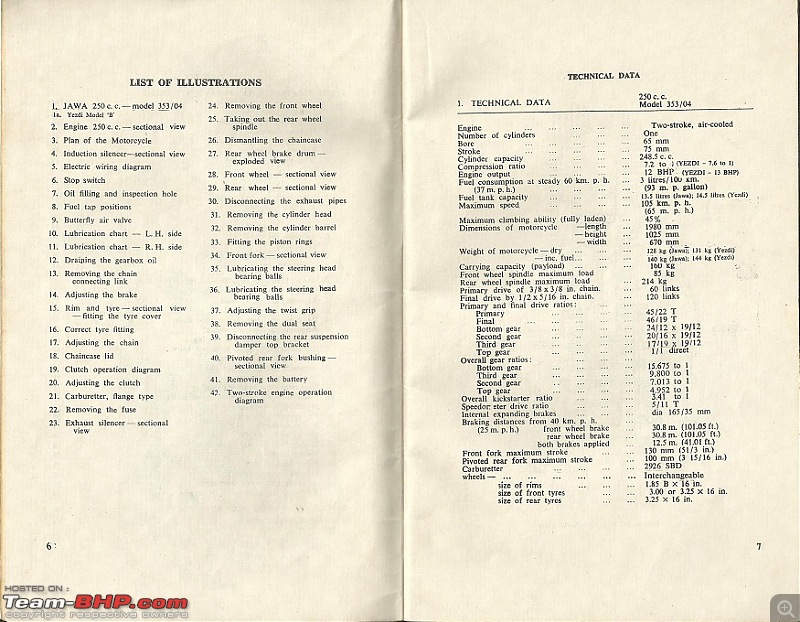 LIST OF ILLUSTRATIONS
1. JAWA 250 c. c. — model 353/04
1a. Yezdi Model 'B'
2. Engine 250 c. c. — sectional view
3. Plan of the Motorcycle
4. Induction silencer—sectional view
5. Electric wiring diagram
6. Stop switch
7. Oil filling and inspection hole
8. Fuel tap positions
9. Butterfly air valve
10. Lubrication chart — L. H. side
11. Lubrication chart — R. H. side
12. Draining the gearbox oil
13. Removing the chain
connecting link
14. Adjusting the brake
15. Rim and tyre — sectional view
— fitting the tyre cover
16. Correct tyre fitting
17. Adjusting the chain
18. Chaincase lid
19. Clutch operation diagram
20. Adjusting the clutch
21. Carburetter, flange type
22. Removing the fuse
23. Exhaust silencer — sectional
view
24. Removing the front wheel
25. Taking out the rear wheel
spindle
26. Dismantling the chaincase
27. Rear wheel brake drum —
exploded view
28. Front wheel — sectional view
29. Rear wheel — sectional view
30. Disconnecting the exhaust pipes
31. Removing the cylinder head
32. Removing the cylinder barrel
33. Fitting the piston rings
34. Front fork — sectional view
35. Lubricating the steering head
bearing balls
36. Lubricating the steering head
bearing balls
37. Adjusting the twist grip
38. Removing the dual seat
39. Disconnecting the rear suspension
damper top bracket
40. Pivoted rear fork bushing —
sectional view
41. Removing the battery
42. Two-stroke engine operation
diagram
6
TECHNICAL DATA
1. TECHNICAL DATA 250 c. c.
Model 353/04
Engine ... Two-stroke, air-cooled
Number of cylinders ... One
Bore ... 65 mm
Stroke ... 75 mm
Cylinder capacity ... 248.5 c. c.
Compression ratio ... 7.2 to 1 (YEZDI - 7.6 to 1)
Engine output ... 12 BHP (YEZDI - 13 BHP)
Fuel consumption at steady 60 km. p. h. ... 3 litres/100 km.
(37 m. p. h.) ... (93 m. p. gallon)
Fuel tank capacity ... 13.5 litres (Jawa); 14.5 litres (Yezdi)
Maximum speed ... 105 km. p. h.
(65 m. p. h.)
Maximum climbing ability (fully laden) ... 45%
Dimensions of motorcycle —length ... 1980 mm
—height ... 1025 mm
—width ... 670 mm
Weight of motorcycle — dry ... 128 kg (Jawa); 131 kg (Yezdi)
— inc. fuel ... 140 kg (Jawa); 144 kg (Yezdi)
Carrying capacity (payload) ... 160 kg
Front wheel spindle maximum load ... 85 kg
Rear wheel spindle maximum load ... 214 kg
Primary drive of 3/8 x 3/8 in. chain. ... 60 links
Final drive by 1/2 x 5/16 in. chain. ... 120 links
Primary and final drive ratios:
Primary ... 45/22 T
Final ... 46/19 T
Bottom gear ... 24/12 x 19/12
Second gear ... 20/16 x 19/12
Third gear ... 17/19 x 19/12
Top gear ... 1/1 direct
Overall gear ratios:
Bottom gear ... 15.675 to 1
Third gear ... 9.800 to 1
Second gear ... 7.013 to 1
Top gear ... 4.952 to 1
Overall kickstarter ratio ... 3.41 to 1
Speedometer drive ratio ... 5/11 T
Internal expanding brakes ... dia 165/35 mm
Braking distances from 40 km. p. h.
(25 m. p. h.) front wheel brake ... 30.8 m. (101.05 ft.)
rear wheel brake ... 30.8 m. (101.05 ft.)
both brakes applied ... 12.5 m. (41.01 ft.)
Front fork maximum stroke ... 130 mm (51/3 in.)
Pivoted rear fork maximum stroke ... 100 mm (3 15/16 in.)
Carburetter ... 2926 SBD
wheels — ... Interchangeable
size of rims ... 1.85 B × 16 in.
size of front tyres ... 3.00 or 3.25 × 16 in.
size of rear tyres ... 3.25 × 16 in.
7
HOSTED ON :
Team-BHP.com
copyright respective owners